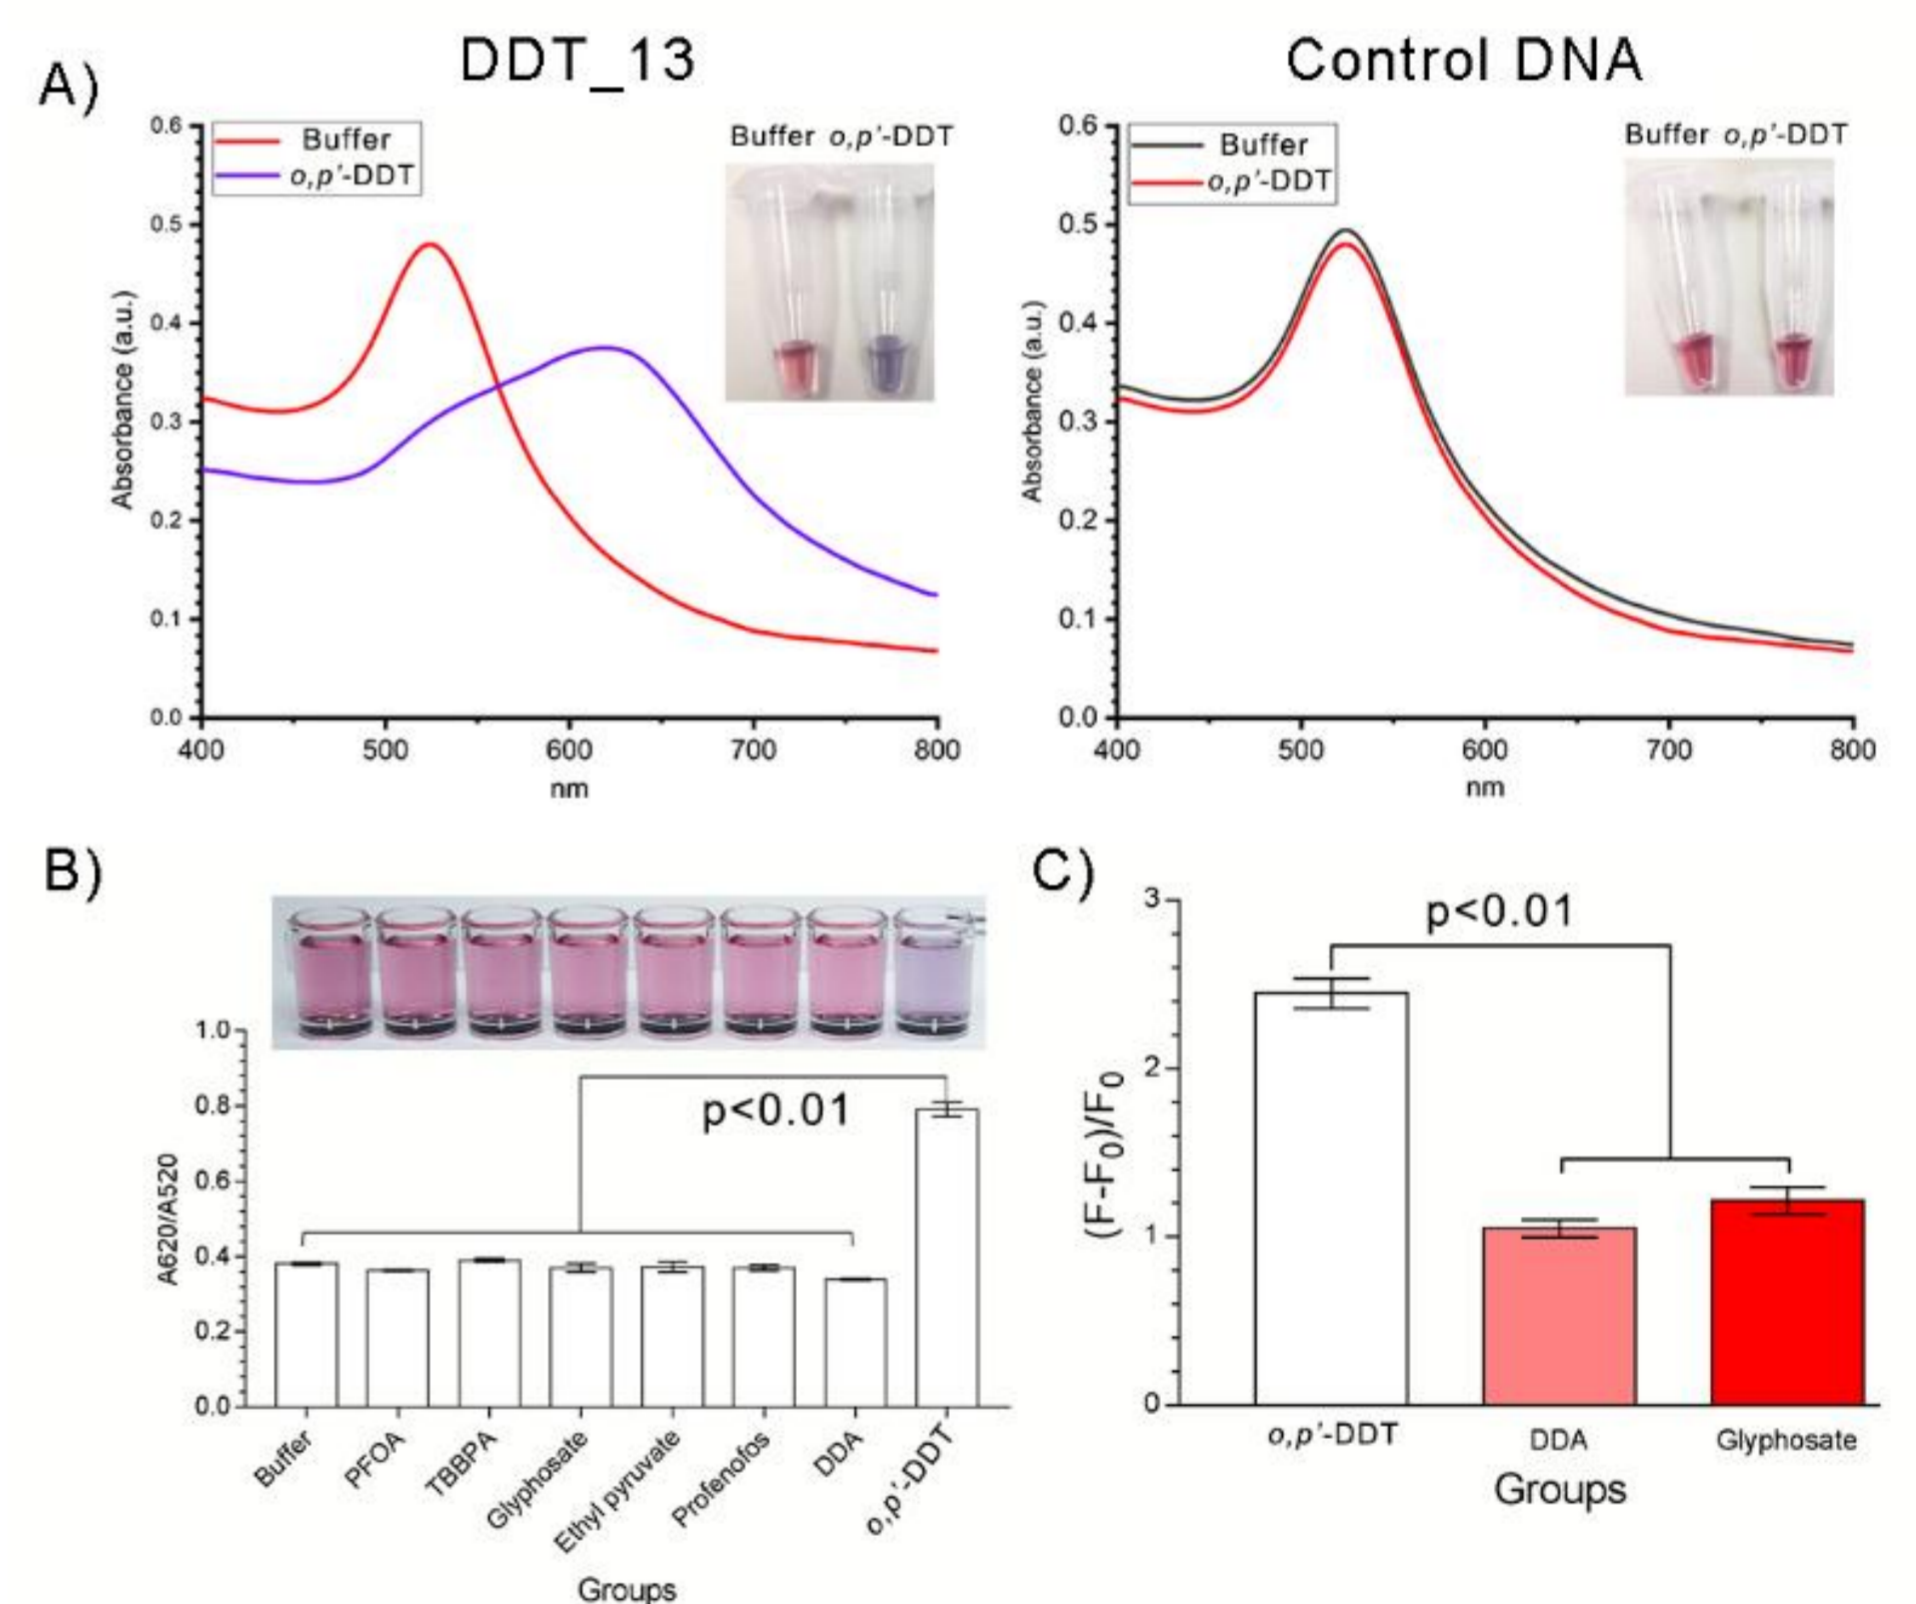 A)
DDT_13
Buffer
o,p'-DDT
Buffer o,p'-DDT
Absorbance (a.u.)
0.6
0.5
0.4
0.3
0.2
0.1
0.0
400 500 600 700 800
nm
Control DNA
Buffer
o,p'-DDT
Buffer o,p'-DDT
Absorbance (a.u.)
0.6
0.5
0.4
0.3
0.2
0.1
0.0
400 500 600 700 800
nm
B)
p<0.01
A620/A520
1.0
0.8
0.6
0.4
0.2
0.0
Buffer
PFOA
TBBPA
Glyphosate
Ethyl pyruvate
Profenofos
DDA
o,p'-DDT
Groups
C)
p<0.01
(F-F0)/F0
3
2
1
0
o,p'-DDT
DDA
Glyphosate
Groups